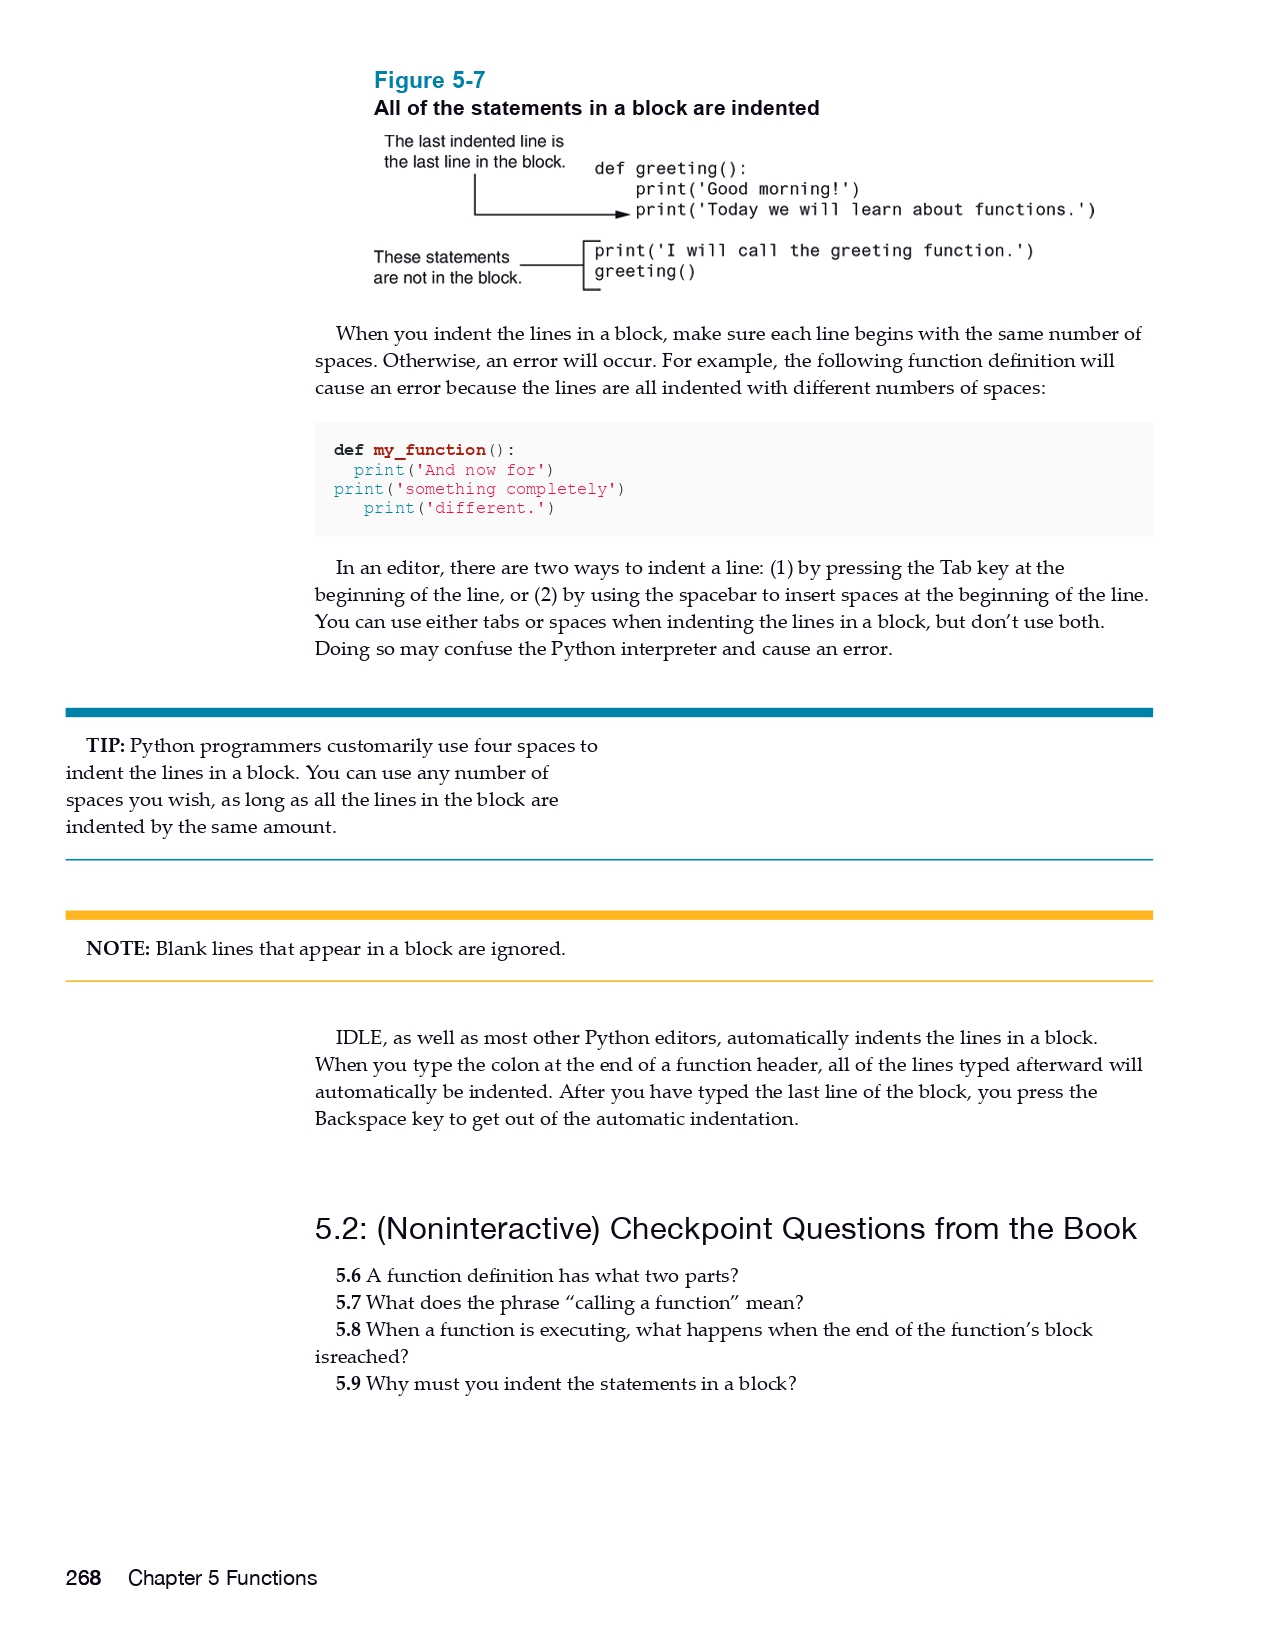 Figure 5-7
All of the statements in a block are indented
The last indented line is
the last line in the block.
def greeting():
    print('Good morning!')
    print('Today we will learn about functions.')
These statements
are not in the block.
print('I will call the greeting function.')
greeting()
When you indent the lines in a block, make sure each line begins with the same number of
spaces. Otherwise, an error will occur. For example, the following function definition will
cause an error because the lines are all indented with different numbers of spaces:
def my_function():
  print('And now for')
print('something completely')
   print('different.')
In an editor, there are two ways to indent a line: (1) by pressing the Tab key at the
beginning of the line, or (2) by using the spacebar to insert spaces at the beginning of the line.
You can use either tabs or spaces when indenting the lines in a block, but don’t use both.
Doing so may confuse the Python interpreter and cause an error.
TIP: Python programmers customarily use four spaces to
indent the lines in a block. You can use any number of
spaces you wish, as long as all the lines in the block are
indented by the same amount.
NOTE: Blank lines that appear in a block are ignored.
IDLE, as well as most other Python editors, automatically indents the lines in a block.
When you type the colon at the end of a function header, all of the lines typed afterward will
automatically be indented. After you have typed the last line of the block, you press the
Backspace key to get out of the automatic indentation.
5.2: (Noninteractive) Checkpoint Questions from the Book
5.6 A function definition has what two parts?
5.7 What does the phrase “calling a function” mean?
5.8 When a function is executing, what happens when the end of the function’s block
isreached?
5.9 Why must you indent the statements in a block?
268 Chapter 5 Functions